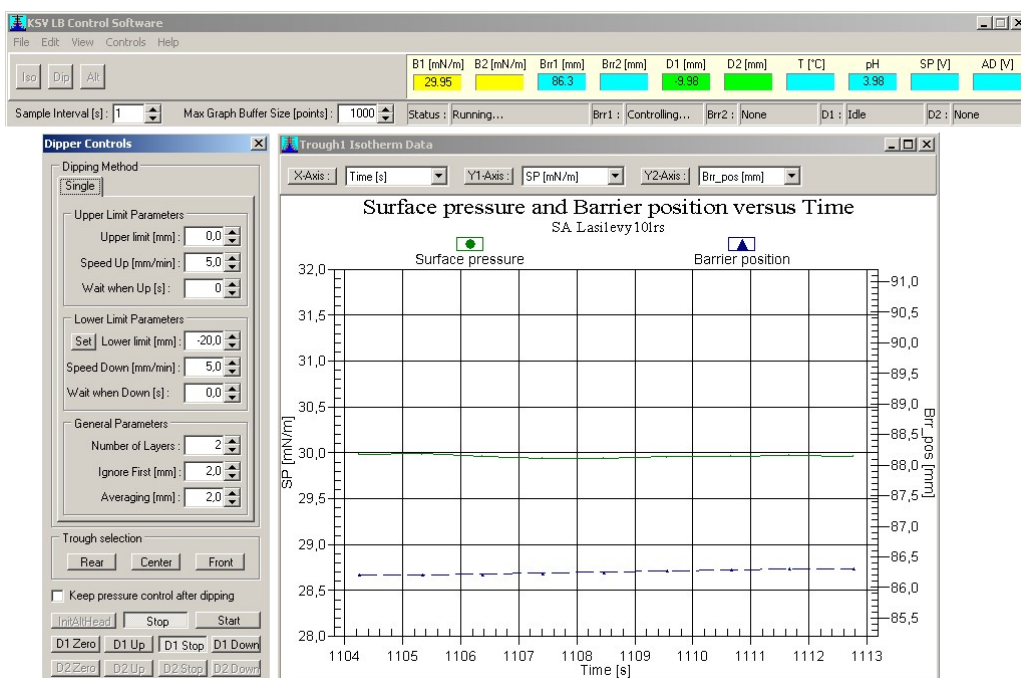 KSV LB Control Software
File Edit View Controls Help
Iso Dip Alt
B1 [mN/m] B2 [mN/m] Brr1 [mm] Brr2 [mm] D1 [mm] D2 [mm] T [°C] pH SP [V] AD [V]
29.95 86.3 -9.98 3.98
Sample Interval [s] : 1 Max Graph Buffer Size [points] : 1000 Status : Running... Brr1 : Controlling... Brr2 : None D1 : Idle D2 : None
Dipper Controls
Dipping Method
Single
Upper Limit Parameters
Upper limit [mm] : 0,0
Speed Up [mm/min] : 5,0
Wait when Up [s] : 0
Lower Limit Parameters
Set Lower limit [mm] : -20,0
Speed Down [mm/min] : 5,0
Wait when Down [s] : 0,0
General Parameters
Number of Layers : 2
Ignore First [mm] : 2,0
Averaging [mm] : 2,0
Trough selection
Rear Center Front
Keep pressure control after dipping
InitAltHead Stop Start
D1 Zero D1 Up D1 Stop D1 Down
D2 Zero D2 Up D2 Stop D2 Down
Trough1 Isotherm Data
X-Axis : Time [s] Y1-Axis : SP [mN/m] Y2-Axis : Brr_pos [mm]
Surface pressure and Barrier position versus Time
SA Lasilevy10lrs
Surface pressure Barrier position
32,0
31,5
31,0
30,5
30,0
29,5
29,0
28,5
28,0
SP [mN/m]
91,0
90,5
90,0
89,5
89,0
88,5
88,0
87,5
87,0
86,5
86,0
85,5
Brr_pos [mm]
1104 1105 1106 1107 1108 1109 1110 1111 1112 1113
Time [s]